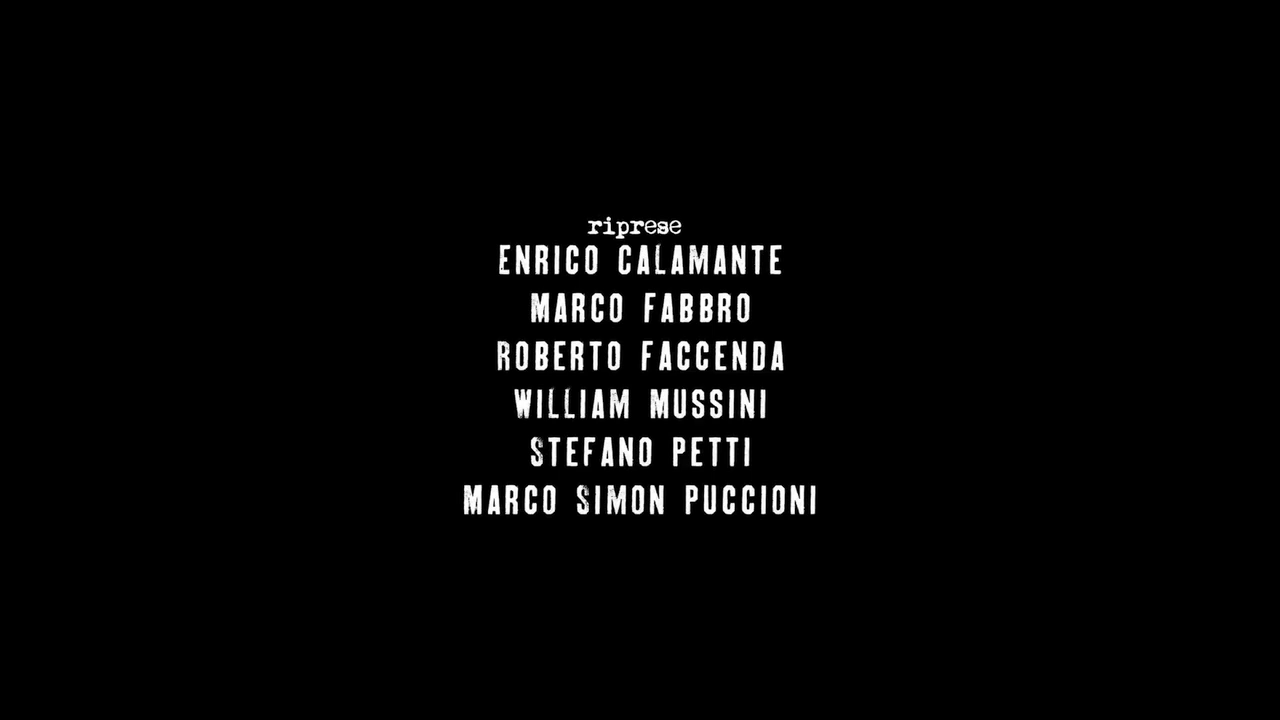 riprese
ENRICO CALAMANTE
MARCO FABBRO
ROBERTO FACCENDA
WILLIAM MUSSINI
STEFANO PETTI
MARCO SIMON PUCCIONI